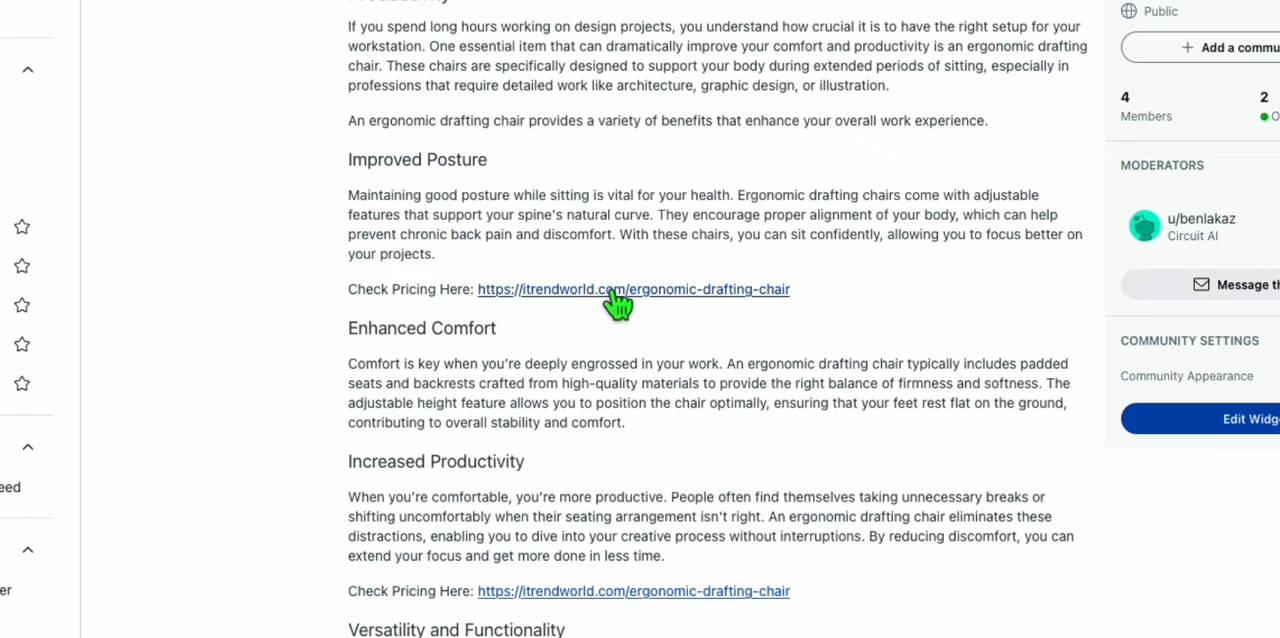 Productivity
If you spend long hours working on design projects, you understand how crucial it is to have the right setup for your
workstation. One essential item that can dramatically improve your comfort and productivity is an ergonomic drafting
chair. These chairs are specifically designed to support your body during extended periods of sitting, especially in
professions that require detailed work like architecture, graphic design, or illustration.
An ergonomic drafting chair provides a variety of benefits that enhance your overall work experience.
Improved Posture
Maintaining good posture while sitting is vital for your health. Ergonomic drafting chairs come with adjustable
features that support your spine's natural curve. They encourage proper alignment of your body, which can help
prevent chronic back pain and discomfort. With these chairs, you can sit confidently, allowing you to focus better on
your projects.
Check Pricing Here: https://itrendworld.com/ergonomic-drafting-chair
Enhanced Comfort
Comfort is key when you're deeply engrossed in your work. An ergonomic drafting chair typically includes padded
seats and backrests crafted from high-quality materials to provide the right balance of firmness and softness. The
adjustable height feature allows you to position the chair optimally, ensuring that your feet rest flat on the ground,
contributing to overall stability and comfort.
Increased Productivity
When you're comfortable, you're more productive. People often find themselves taking unnecessary breaks or
shifting uncomfortably when their seating arrangement isn't right. An ergonomic drafting chair eliminates these
distractions, enabling you to dive into your creative process without interruptions. By reducing discomfort, you can
extend your focus and get more done in less time.
Check Pricing Here: https://itrendworld.com/ergonomic-drafting-chair
Versatility and Functionality
eed
er
Public
Add a commu
4
Members
2
O
MODERATORS
u/benlakaz
Circuit AI
Message th
COMMUNITY SETTINGS
Community Appearance
Edit Widg